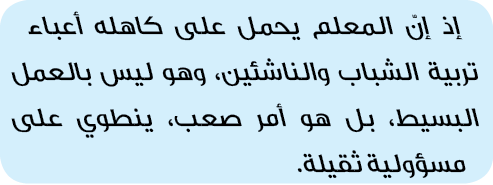 إذ إنّ المعلم يحمل على كاهله أعباء
تربية الشباب والناشئين، وهو ليس بالعمل
البسيط، بل هو أمر صعب، ينطوي على
مسؤولية ثقيلة.